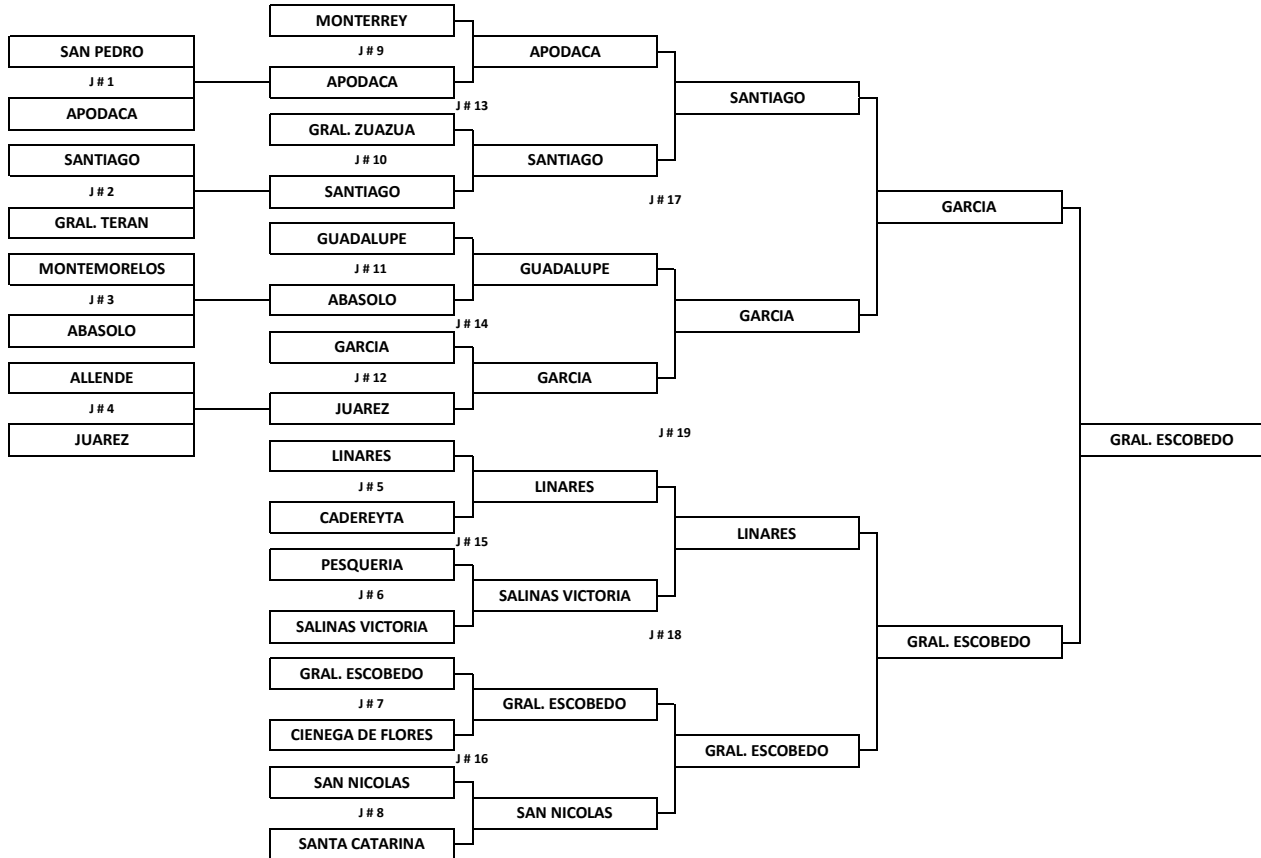 SAN PEDRO
J # 1
APODACA
SANTIAGO
J # 2
GRAL. TERAN
MONTEMORELOS
J # 3
ABASOLO
ALLENDE
J # 4
JUAREZ
MONTERREY
J # 9
APODACA
GRAL. ZUAZUA
J # 10
SANTIAGO
GUADALUPE
J # 11
ABASOLO
GARCIA
J # 12
JUAREZ
LINARES
J # 5
CADEREYTA
PESQUERIA
J # 6
SALINAS VICTORIA
GRAL. ESCOBEDO
J # 7
CIENEGA DE FLORES
SAN NICOLAS
J # 8
SANTA CATARINA
APODACA
J # 13
SANTIAGO
GUADALUPE
J # 14
GARCIA
LINARES
J # 15
SALINAS VICTORIA
GRAL. ESCOBEDO
J # 16
SAN NICOLAS
SANTIAGO
J # 17
GARCIA
LINARES
J # 18
GRAL. ESCOBEDO
GARCIA
J # 19
GRAL. ESCOBEDO
GRAL. ESCOBEDO